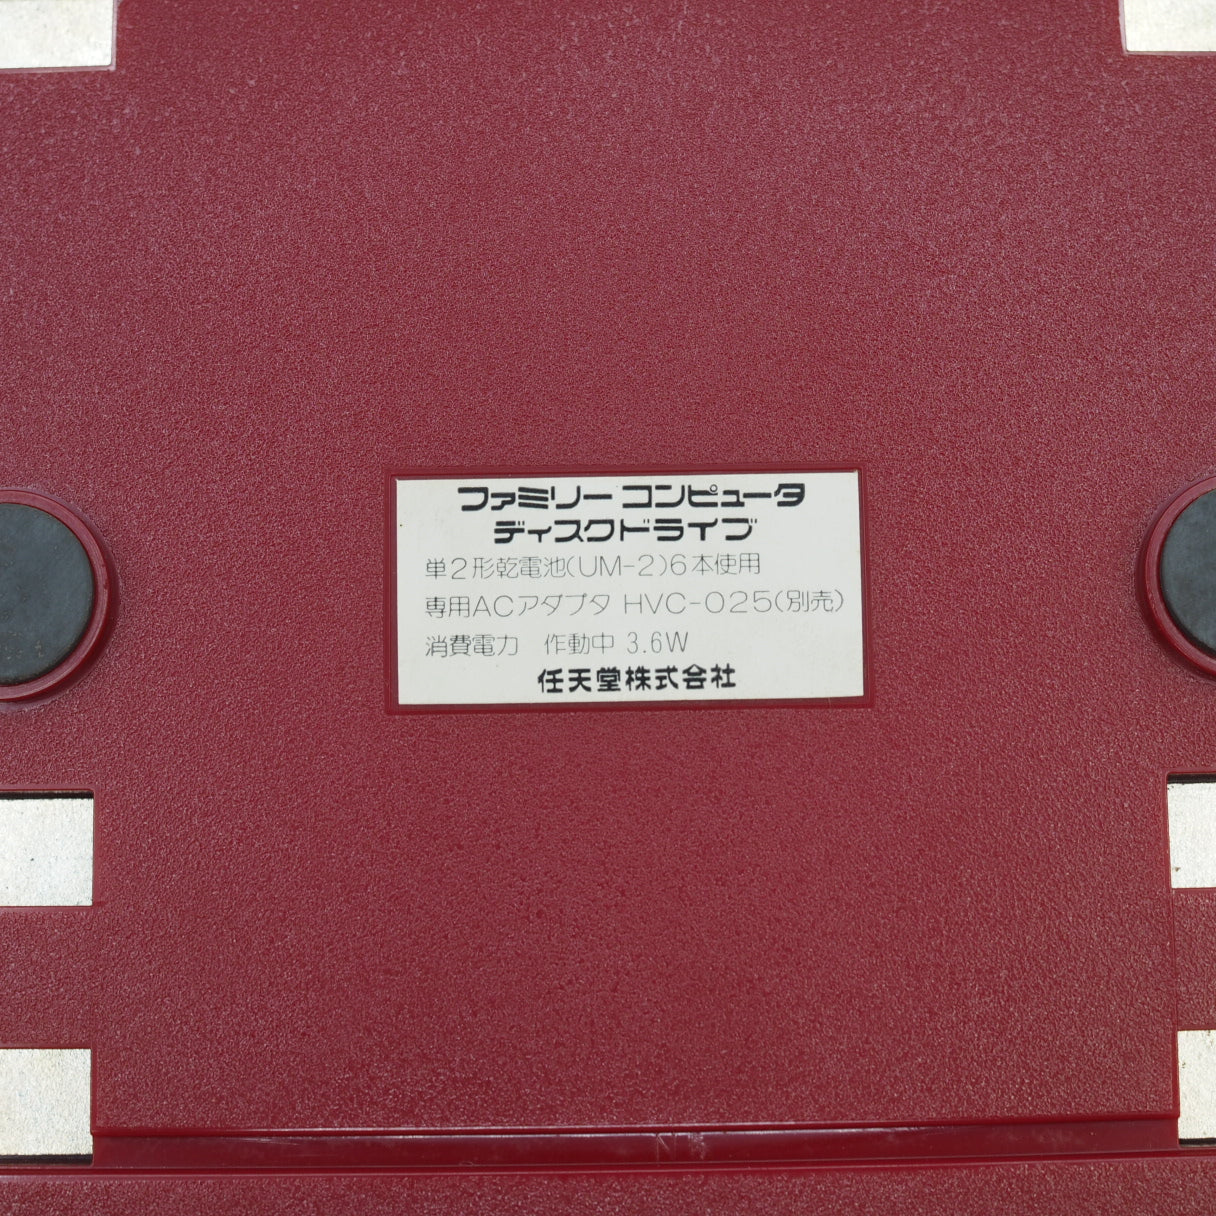 ファミリー コンピュータ
ディスクドライブ
単2形乾電池(UM-2)6本使用
専用ACアダプタ HVC-025(別売)
消費電力 作動中 3.6W
任天堂株式会社